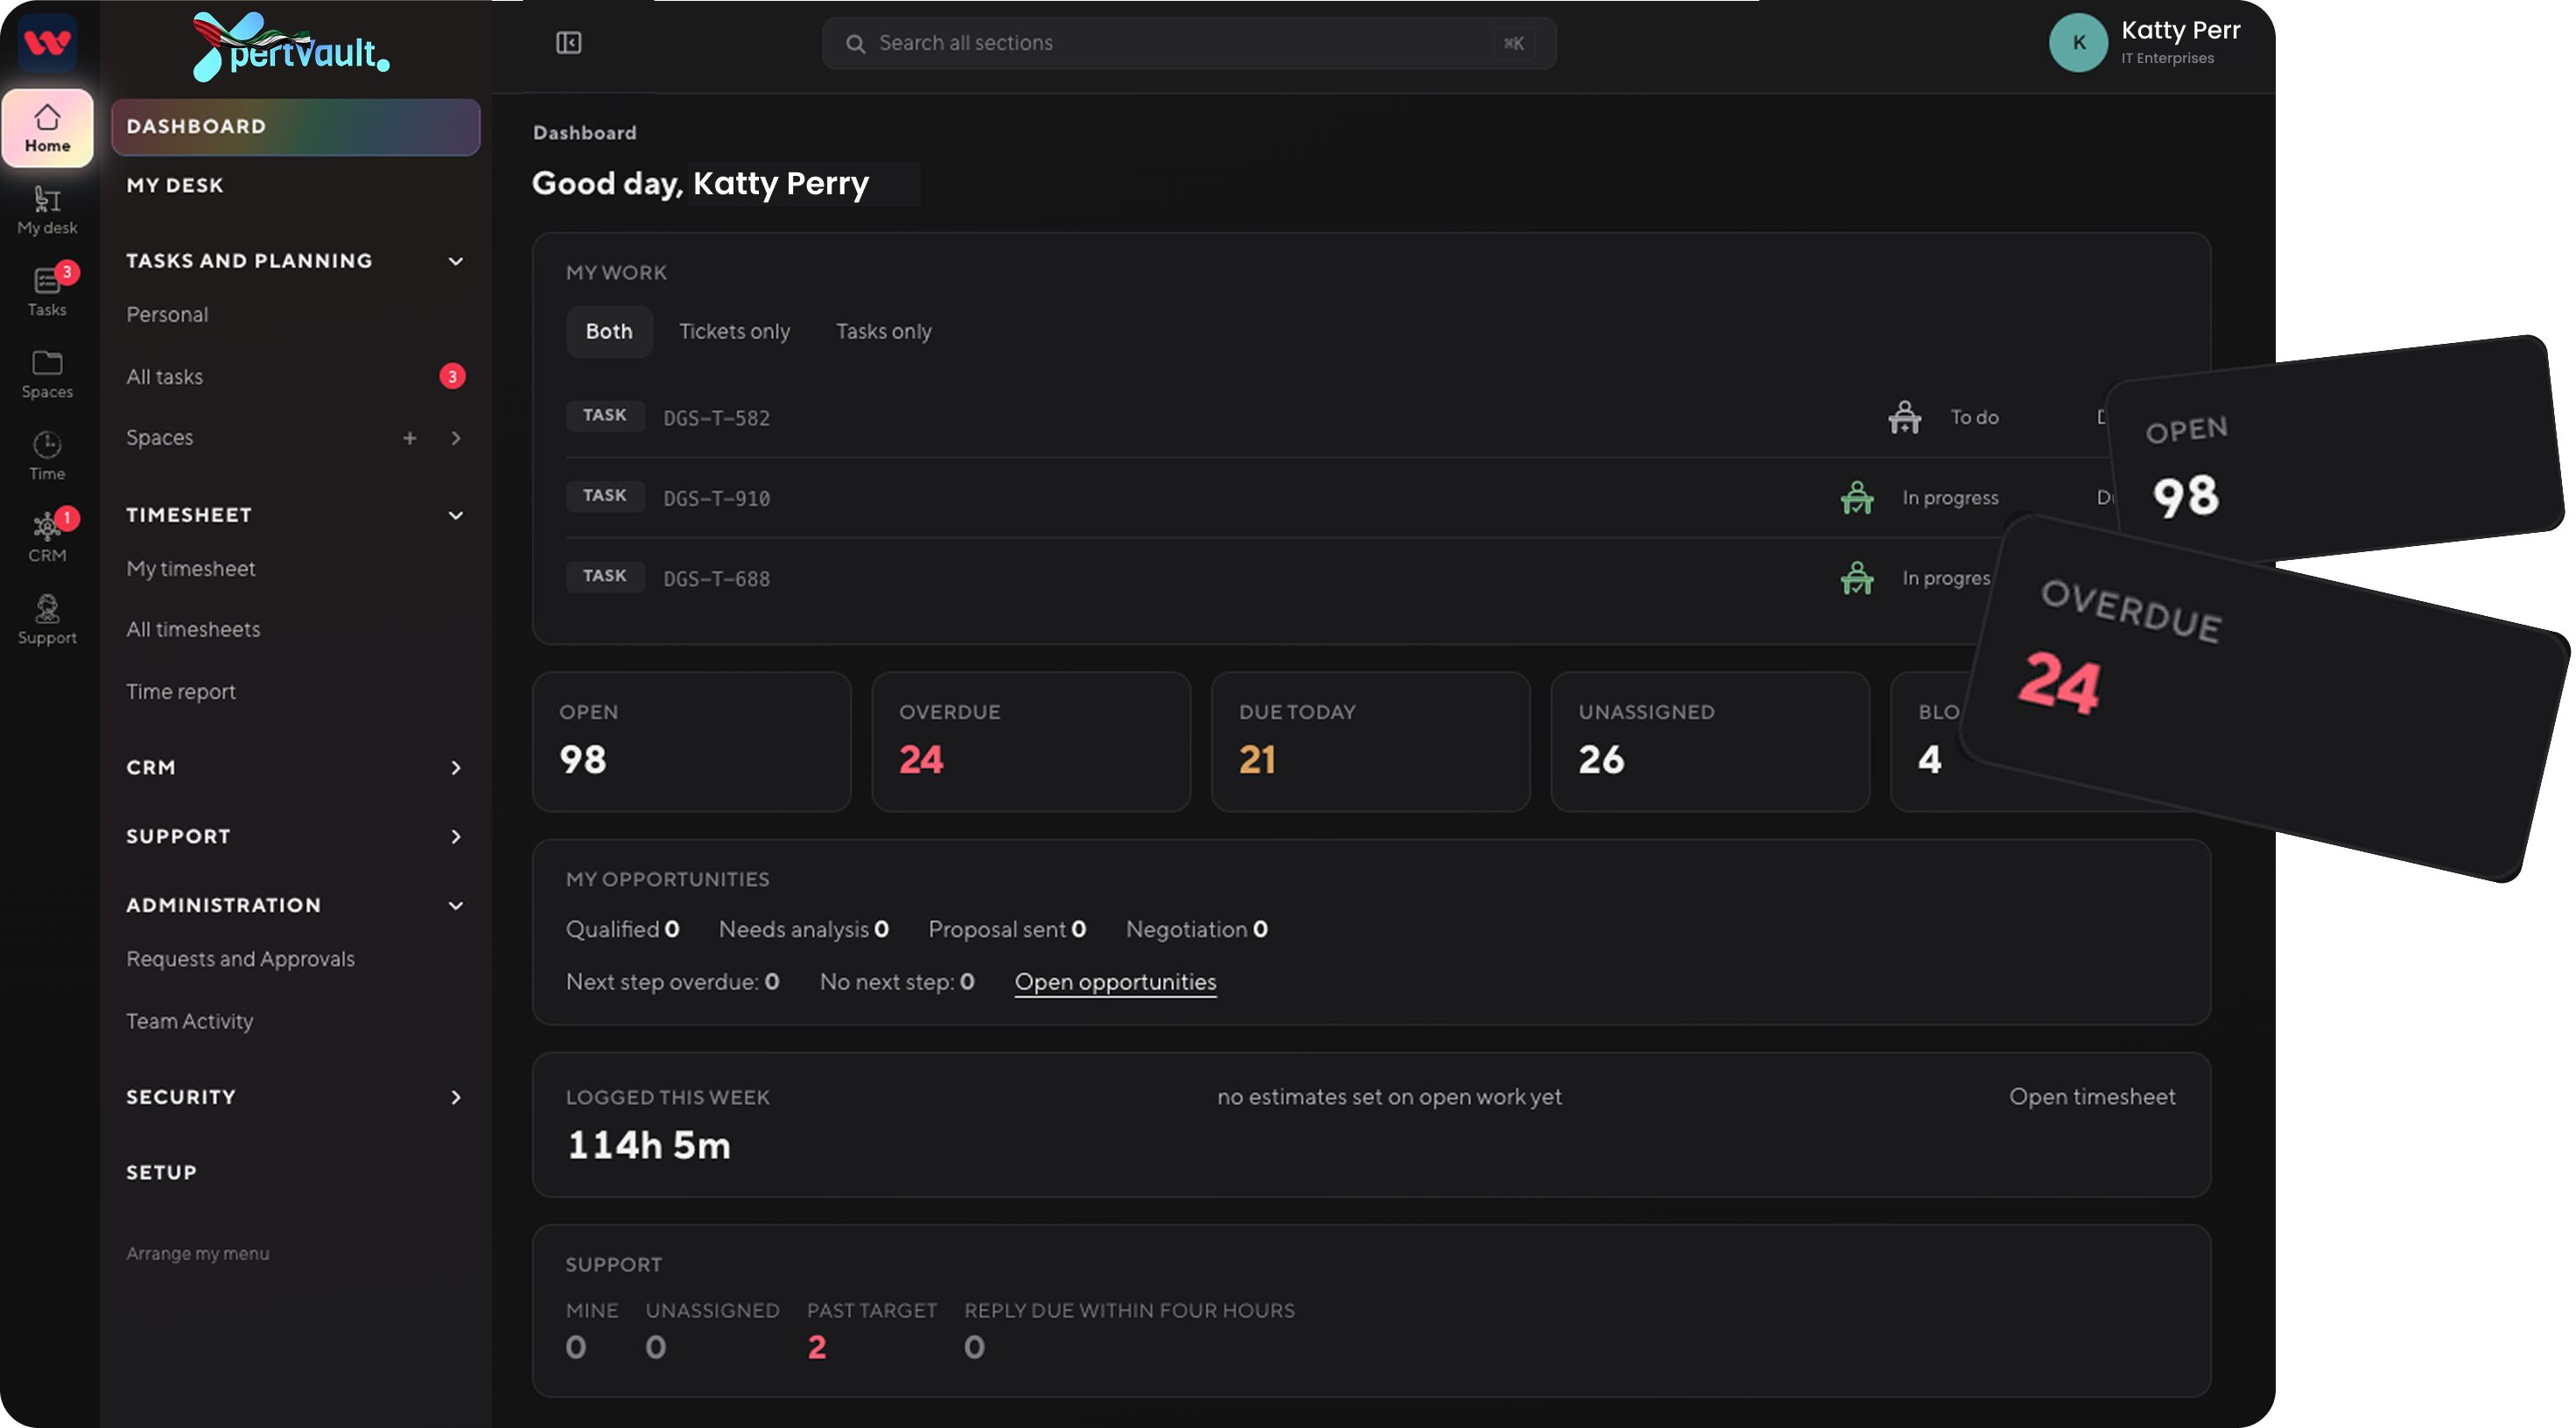 Xpertvault.
Search all sections
⌘K
K
Katty Perr
IT Enterprises
Home
My desk
3
Tasks
Spaces
Time
1
CRM
Support
DASHBOARD
MY DESK
TASKS AND PLANNING
Personal
All tasks 3
Spaces +
TIMESHEET
My timesheet
All timesheets
Time report
CRM
SUPPORT
ADMINISTRATION
Requests and Approvals
Team Activity
SECURITY
SETUP
Arrange my menu
Dashboard
Good day, Katty Perry
MY WORK
Both Tickets only Tasks only
TASK DGS-T-582 To do
TASK DGS-T-910 In progress
TASK DGS-T-688 In progres
OPEN
98
OVERDUE
24
OPEN
98
OVERDUE
24
DUE TODAY
21
UNASSIGNED
26
BLO
4
MY OPPORTUNITIES
Qualified 0 Needs analysis 0 Proposal sent 0 Negotiation 0
Next step overdue: 0 No next step: 0 Open opportunities
LOGGED THIS WEEK no estimates set on open work yet Open timesheet
114h 5m
SUPPORT
MINE UNASSIGNED PAST TARGET REPLY DUE WITHIN FOUR HOURS
0 0 2 0